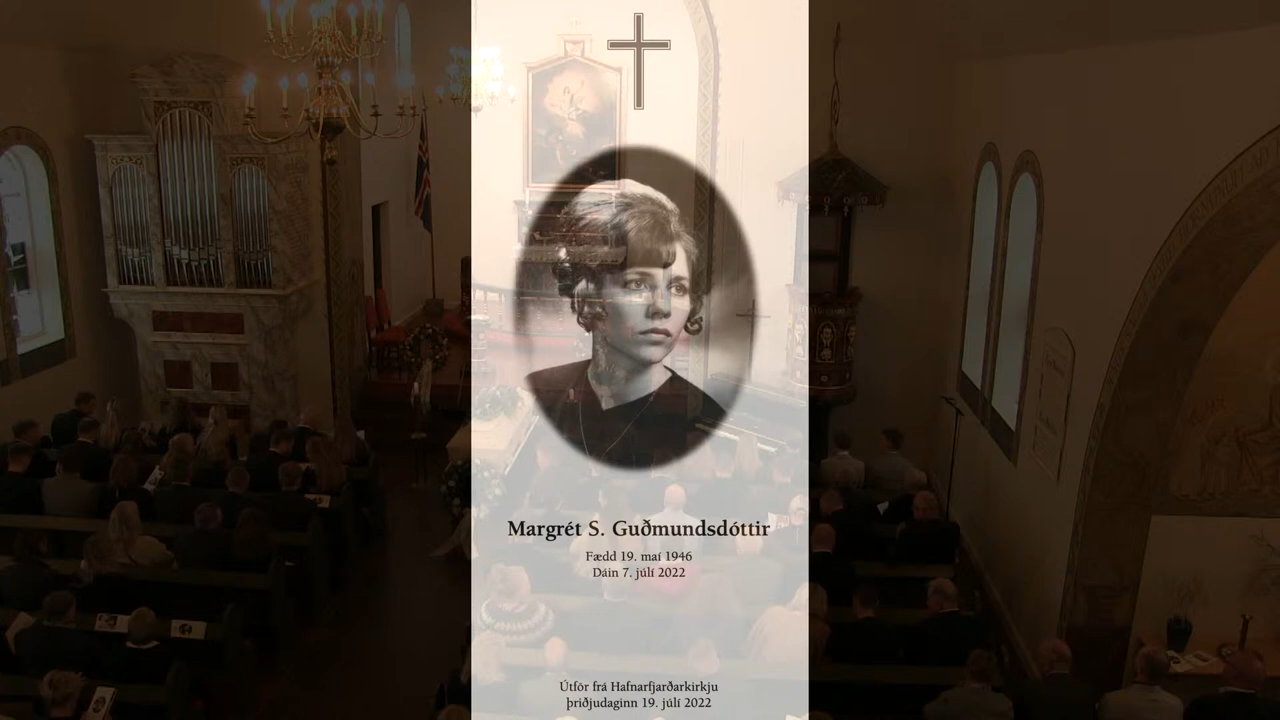 Margrét S. Guðmundsdóttir
Fædd 19. maí 1946
Dáin 7. júlí 2022
Útför frá Hafnarfjarðarkirkju
þriðjudaginn 19. júlí 2022